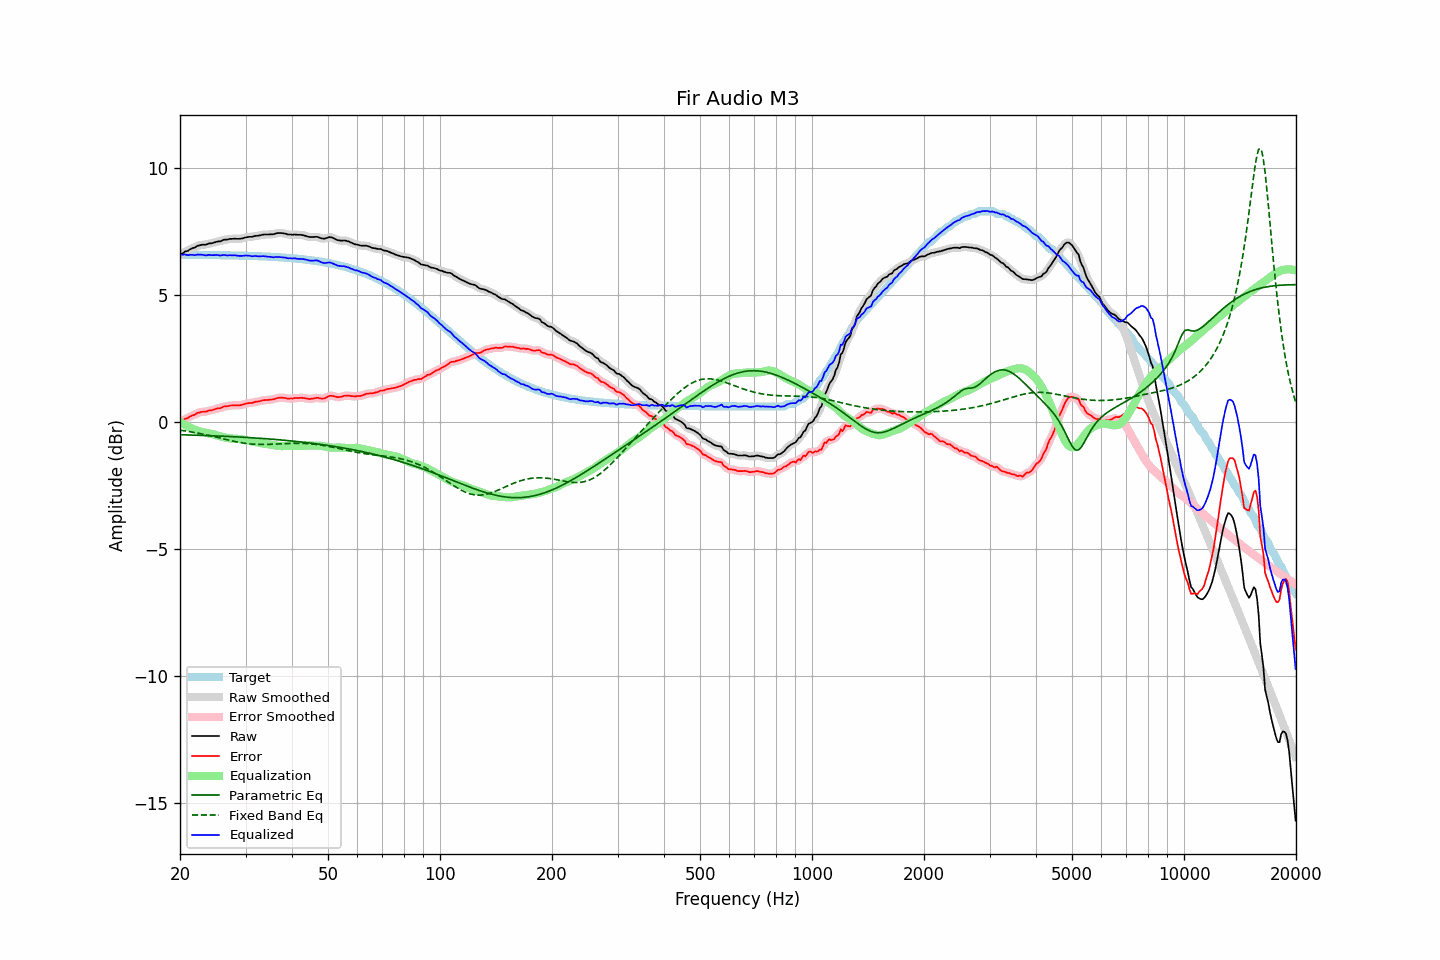 Fir Audio M3
Amplitude (dBr)
10
5
0
−5
−10
−15
Target
Raw Smoothed
Error Smoothed
Raw
Error
Equalization
Parametric Eq
Fixed Band Eq
Equalized
20
50
100
200
500
1000
2000
5000
10000
20000
Frequency (Hz)